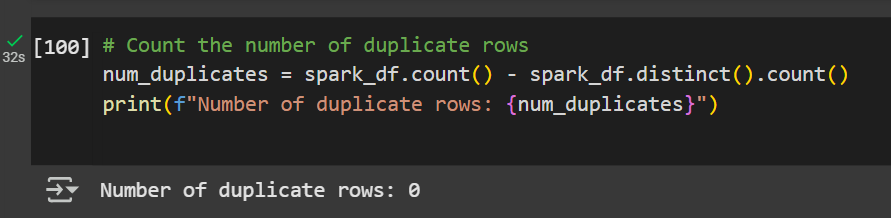 [100] # Count the number of duplicate rows
32s
num_duplicates = spark_df.count() - spark_df.distinct().count()
print(f"Number of duplicate rows: {num_duplicates}")
Number of duplicate rows: 0